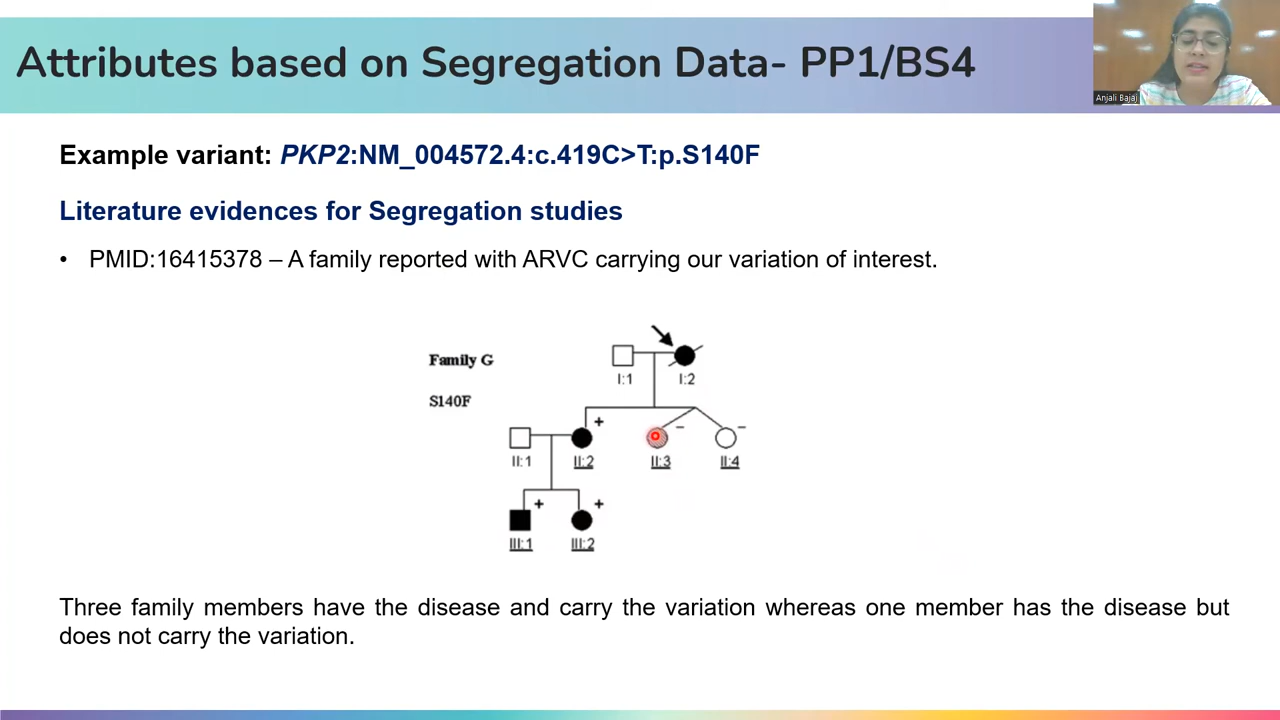 Attributes based on Segregation Data- PP1/BS4
Anjali Bajaj
Example variant: PKP2:NM_004572.4:c.419C>T:p.S140F
Literature evidences for Segregation studies
• PMID:16415378 – A family reported with ARVC carrying our variation of interest.
Family G
S140F
I:1 I:2
+ − −
II:1 II:2 II:3 II:4
+ +
III:1 III:2
Three family members have the disease and carry the variation whereas one member has the disease but
does not carry the variation.